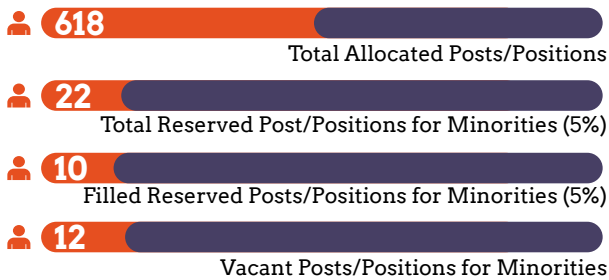 618
Total Allocated Posts/Positions
22
Total Reserved Post/Positions for Minorities (5%)
10
Filled Reserved Posts/Positions for Minorities (5%)
12
Vacant Posts/Positions for Minorities